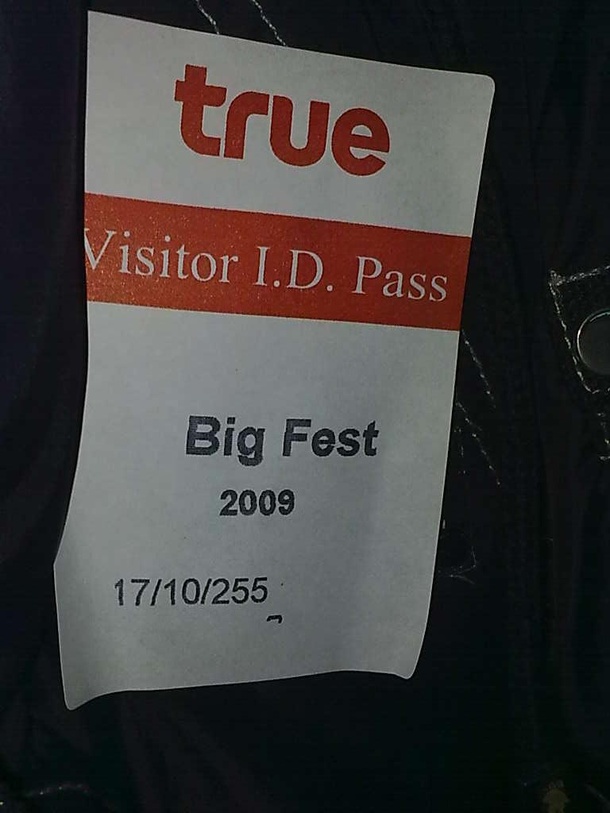 true
Visitor I.D. Pass
Big Fest
2009
17/10/255